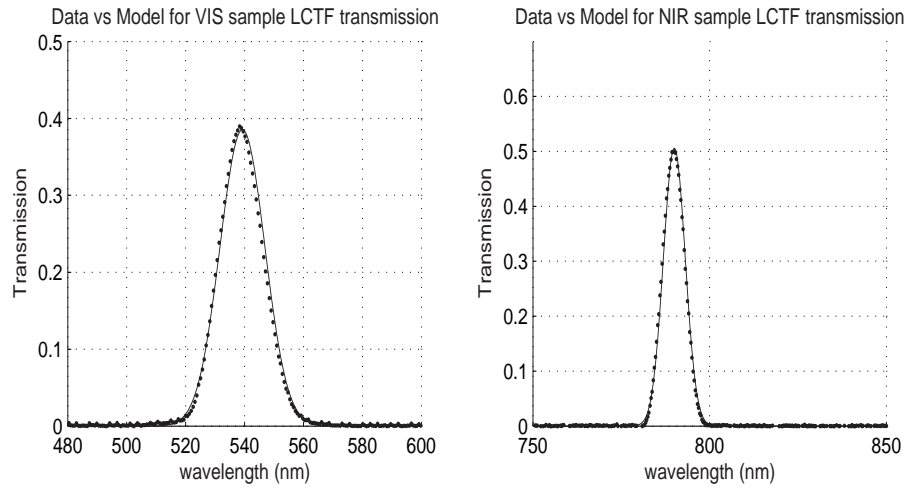 Data vs Model for VIS sample LCTF transmission
0.5
0.4
0.3
0.2
0.1
0
Transmission
480 500 520 540 560 580 600
wavelength (nm)
Data vs Model for NIR sample LCTF transmission
0.6
0.5
0.4
0.3
0.2
0.1
0
Transmission
750 800 850
wavelength (nm)